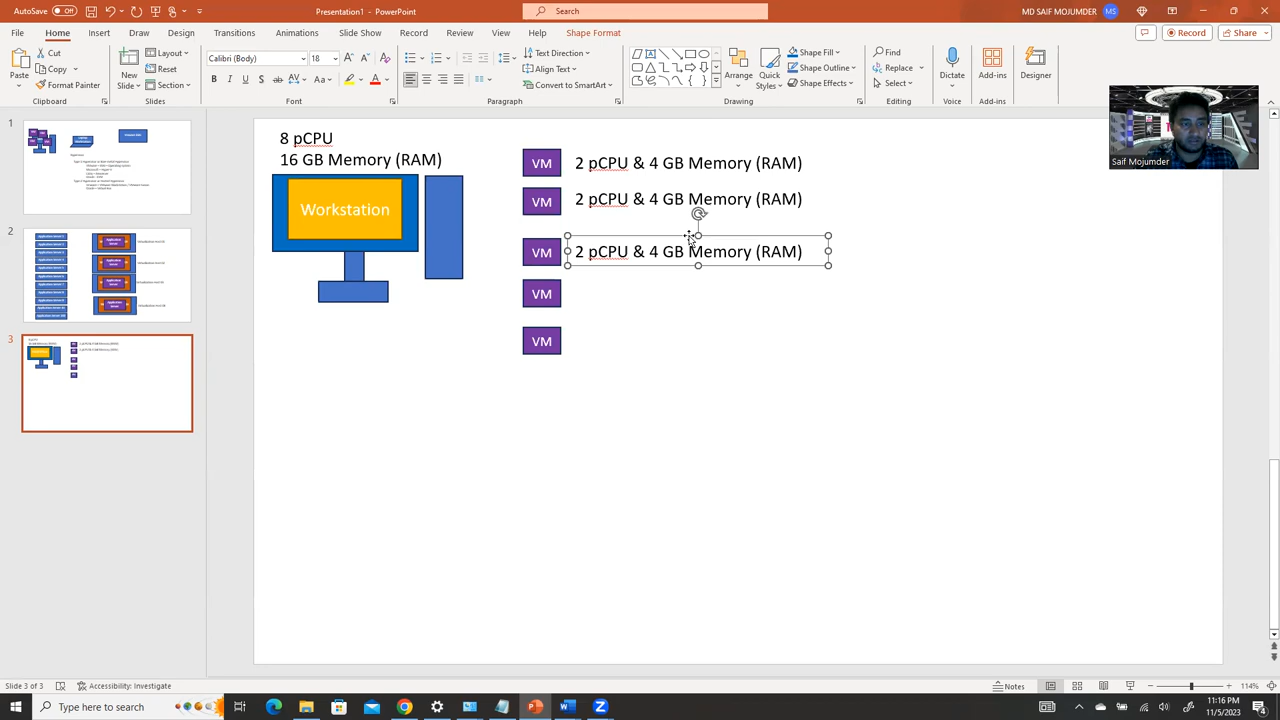 AutoSave
Off
MD SAIF MOJUMDER
MS
File
Home
Insert
Draw
Design
Transitions
Animations
Slide Show
Record
Review
View
Help
Shape Format
Record
Share
Paste
Cut
Copy
Format Painter
Clipboard
New
Slide
Layout
Reset
Section
Slides
Calibri (Body)
18
Font
Text Direction
Align Text
Convert to SmartArt
Paragraph
Arrange
Quick
Styles
Shape Fill
Shape Outline
Shape Effects
Drawing
Find
Replace
Select
Editing
Dictate
Voice
Add-ins
Add-ins
Designer
Saif Mojumder
1
2
3
8 pCPU
16 GB Memory (RAM)
Workstation
VM
2 pCPU & 4 GB Memory (RAM)
VM
2 pCPU & 4 GB Memory (RAM)
VM
2 pCPU & 4 GB Memory (RAM)
VM
VM
Slide 3 of 3
Accessibility: Investigate
Notes
114%
Type here to search
11:16 PM
11/5/2023